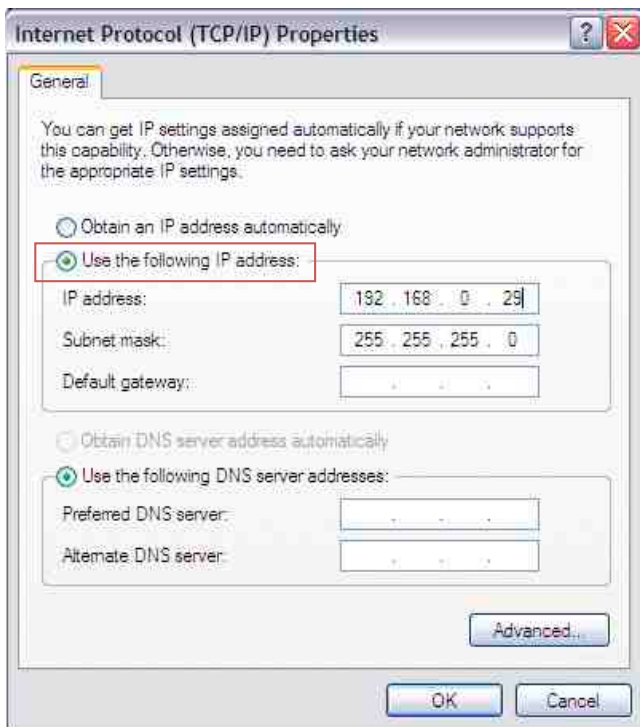 Internet Protocol (TCP/IP) Properties
General
You can get IP settings assigned automatically if your network supports
this capability. Otherwise, you need to ask your network administrator for
the appropriate IP settings.
Obtain an IP address automatically
Use the following IP address:
IP address: 192 . 168 . 0 . 29
Subnet mask: 255 . 255 . 255 . 0
Default gateway: . . .
Obtain DNS server address automatically
Use the following DNS server addresses:
Preferred DNS server: . . .
Alternate DNS server: . . .
Advanced...
OK Cancel